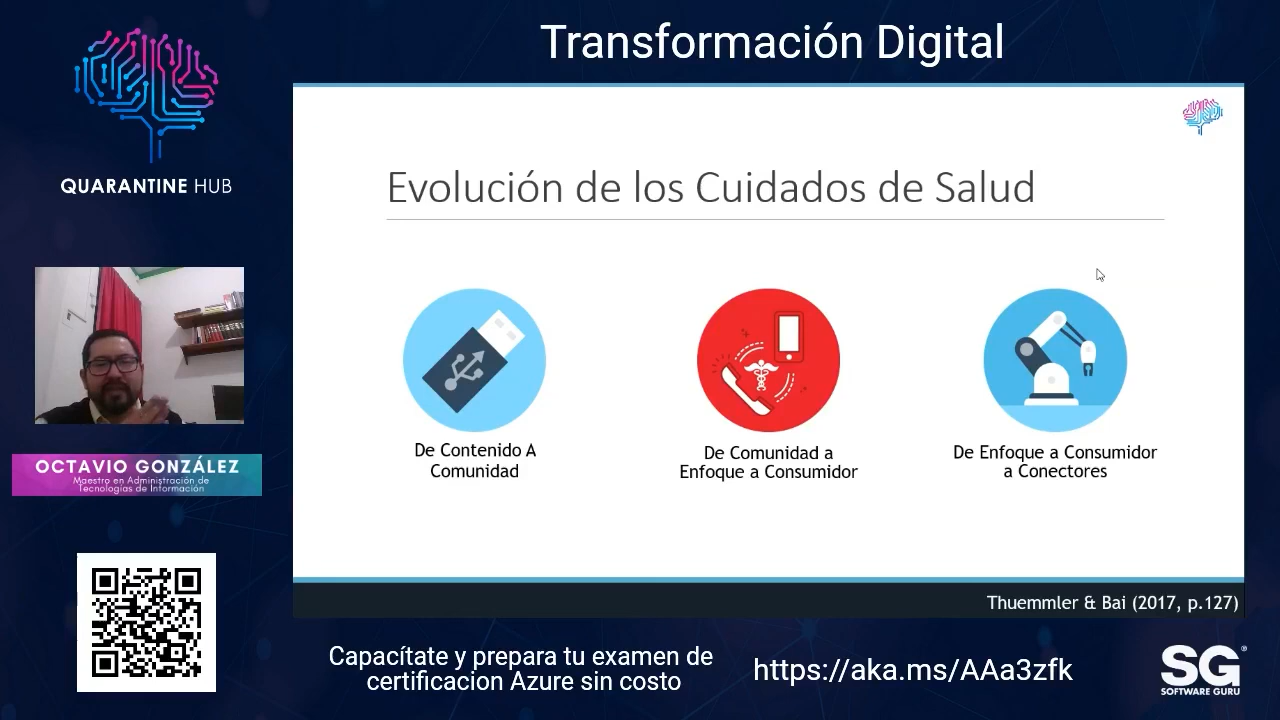 Transformación Digital
QUARANTINE HUB
Evolución de los Cuidados de Salud
De Contenido A
Comunidad
De Comunidad a
Enfoque a Consumidor
De Enfoque a Consumidor
a Conectores
OCTAVIO GONZÁLEZ
Maestro en Administración de
Tecnologías de Información
Thuemmler & Bai (2017, p.127)
Capacítate y prepara tu examen de
certificacion Azure sin costo
https://aka.ms/AAa3zfk
SG®
SOFTWARE GURU